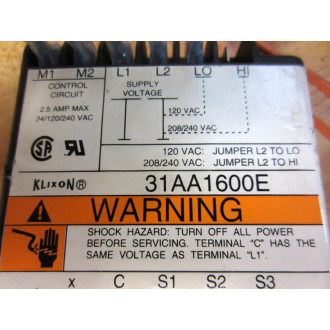 M1 M2 L1 L2 LO HI
CONTROL CIRCUIT
SUPPLY VOLTAGE
2.5 AMP MAX
24/120/240 VAC
120 VAC
208/240 VAC
120 VAC: JUMPER L2 TO LO
208/240 VAC: JUMPER L2 TO HI
KLIXON®
31AA1600E
WARNING
SHOCK HAZARD: TURN OFF ALL POWER
BEFORE SERVICING. TERMINAL "C" HAS THE
SAME VOLTAGE AS TERMINAL "L1".
x C S1 S2 S3